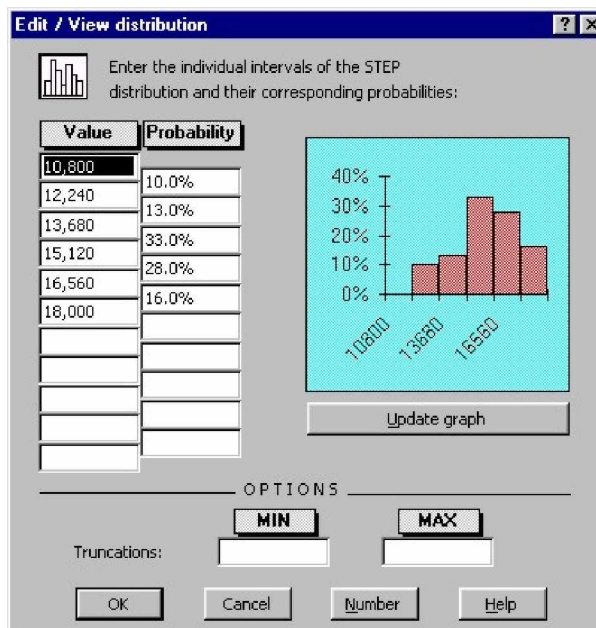 Edit / View distribution
Enter the individual intervals of the STEP
distribution and their corresponding probabilities:
Value Probability
10,800
10.0%
12,240
13.0%
13,680
33.0%
15,120
28.0%
16,560
16.0%
18,000
40%
30%
20%
10%
0%
10800 13680 16560
Update graph
OPTIONS
MIN MAX
Truncations:
OK Cancel Number Help